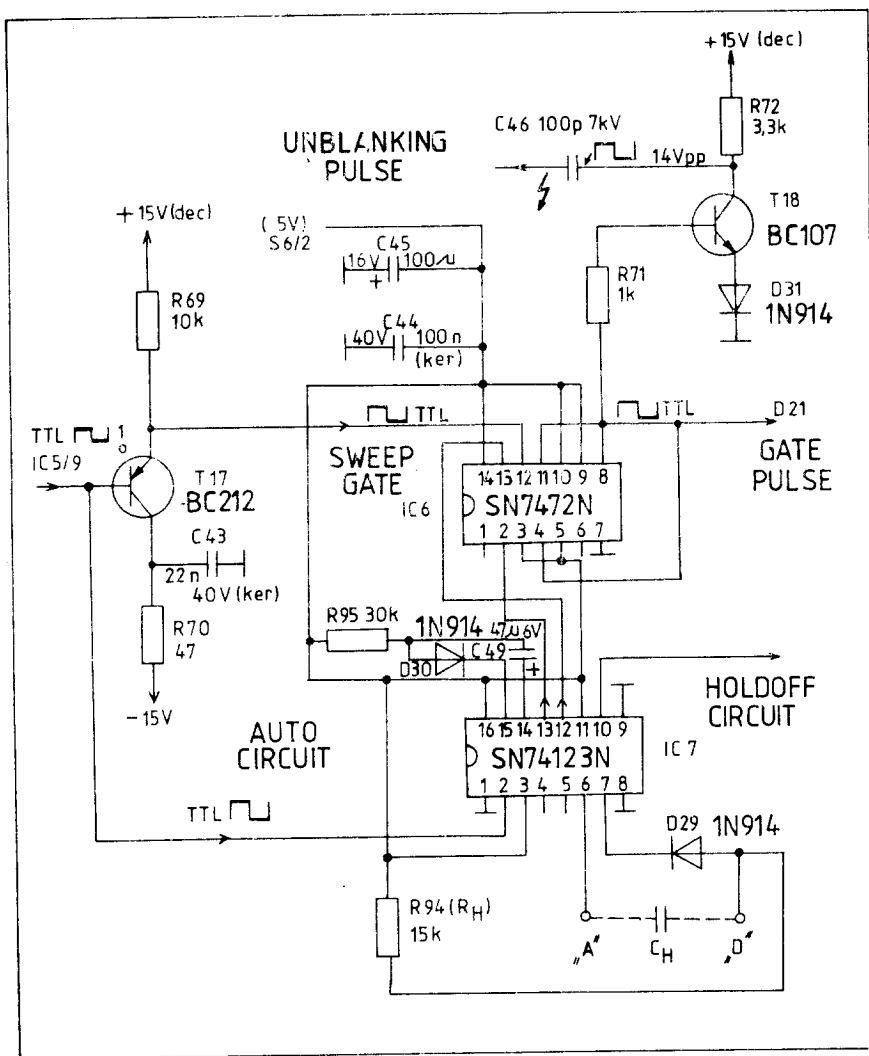 +15V (dec)
R72
3,3k
C46 100p 7kV
14Vpp
UNBLANKING
PULSE
T18
BC107
+15V(dec)
( 5V)
S6/2
C45
16V
+
100µ
R71
1k
D31
1N914
R69
10k
C44
40V
100n
(ker)
TTL
1
0
IC5/9
TTL
TTL
D21
SWEEP
GATE
GATE
PULSE
T17
BC212
14 13 12 11 10 9 8
IC6
SN7472N
1 2 3 4 5 6 7
C43
22n
40V(ker)
R70
47
-15V
R95 30k
1N914
47µ6V
C49
+
D30
HOLDOFF
CIRCUIT
AUTO
CIRCUIT
16 15 14 13 12 11 10 9
SN74123N
IC 7
1 2 3 4 5 6 7 8
TTL
D29
1N914
R94(RH)
15k
„A"
CH
„D"